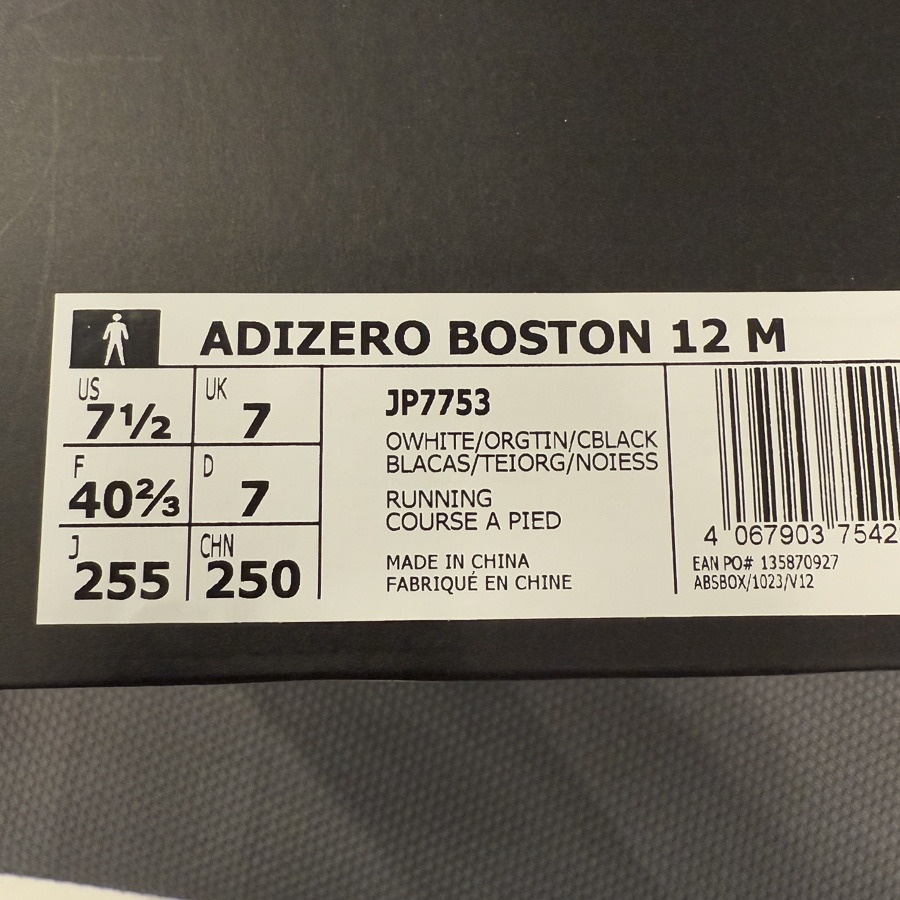 ADIZERO BOSTON 12 M
US 7½ UK 7
F 40⅔ D 7
J 255 CHN 250
JP7753
OWHITE/ORGTIN/CBLACK
BLACAS/TEIORG/NOIESS
RUNNING
COURSE A PIED
MADE IN CHINA
FABRIQUÉ EN CHINE
4 067903 7542
EAN PO# 135870927
ABSBOX/1023/V12